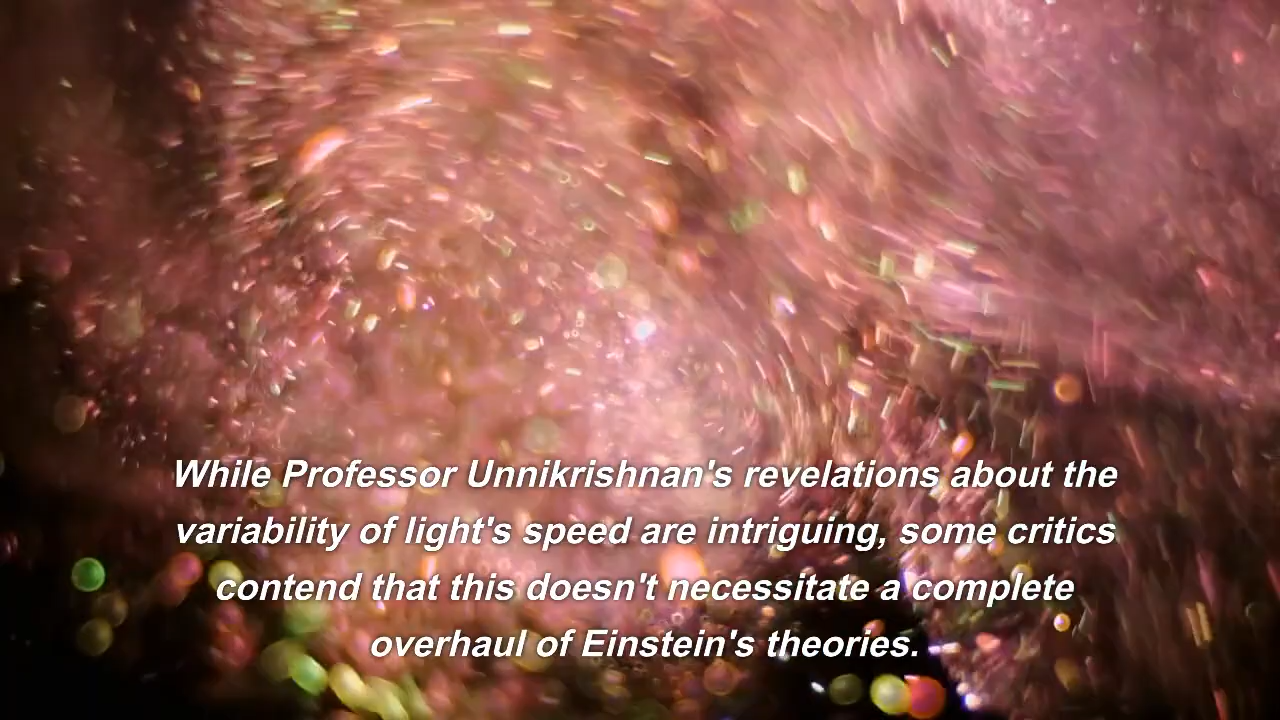 While Professor Unnikrishnan's revelations about the
variability of light's speed are intriguing, some critics
contend that this doesn't necessitate a complete
overhaul of Einstein's theories.